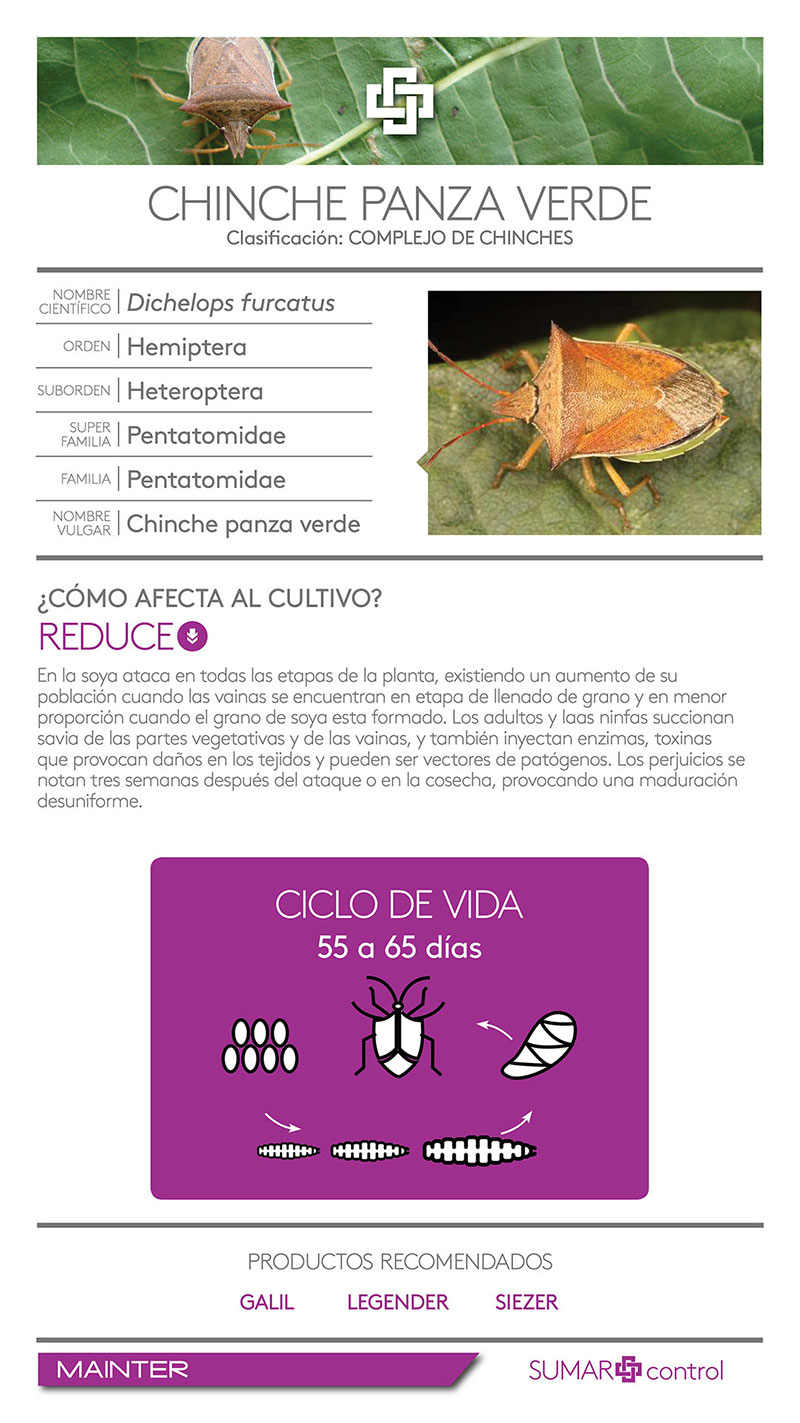 CHINCHE PANZA VERDE
Clasificación: COMPLEJO DE CHINCHES
NOMBRE
CIENTÍFICO
Dichelops furcatus
ORDEN
Hemiptera
SUBORDEN
Heteroptera
SUPER
FAMILIA
Pentatomidae
FAMILIA
Pentatomidae
NOMBRE
VULGAR
Chinche panza verde
¿CÓMO AFECTA AL CULTIVO?
REDUCE
En la soya ataca en todas las etapas de la planta, existiendo un aumento de su
población cuando las vainas se encuentran en etapa de llenado de grano y en menor
proporción cuando el grano de soya esta formado. Los adultos y laas ninfas succionan
savia de las partes vegetativas y de las vainas, y también inyectan enzimas, toxinas
que provocan daños en los tejidos y pueden ser vectores de patógenos. Los perjuicios se
notan tres semanas después del ataque o en la cosecha, provocando una maduración
desuniforme.
CICLO DE VIDA
55 a 65 días
PRODUCTOS RECOMENDADOS
GALIL LEGENDER SIEZER
MAINTER
SUMAR control